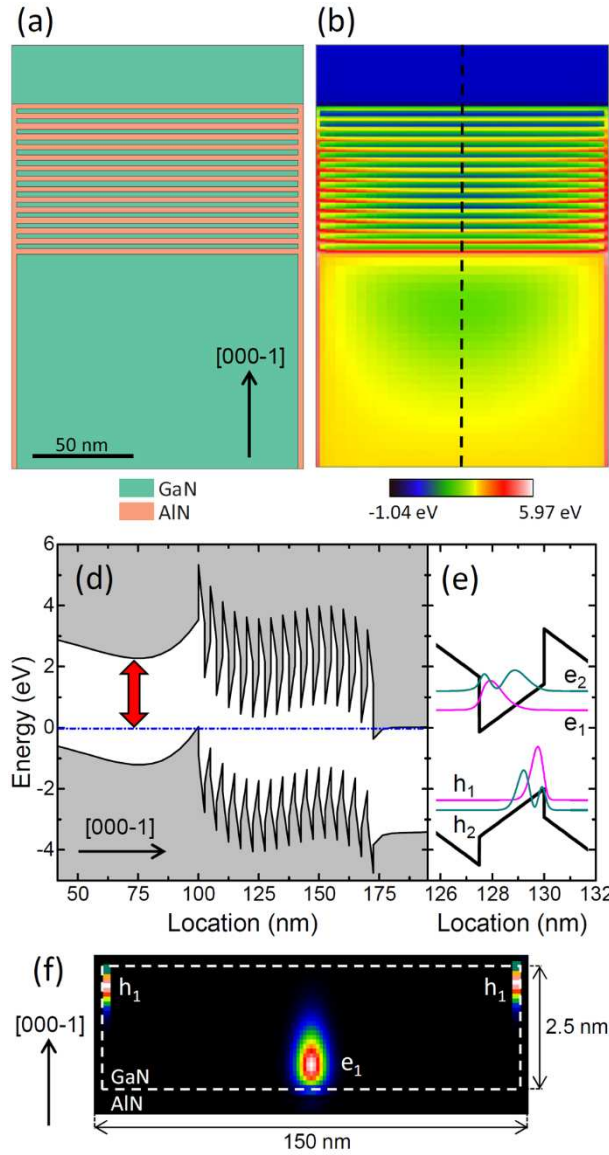 (a)
(b)
[000-1]
50 nm
GaN
AlN
-1.04 eV
5.97 eV
(d)
(e)
6
4
2
0
-2
-4
Energy (eV)
e2
e1
h1
h2
[000-1]
50 75 100 125 150 175
126 128 130 132
Location (nm)
Location (nm)
(f)
[000-1]
h1
h1
e1
GaN
AlN
2.5 nm
150 nm